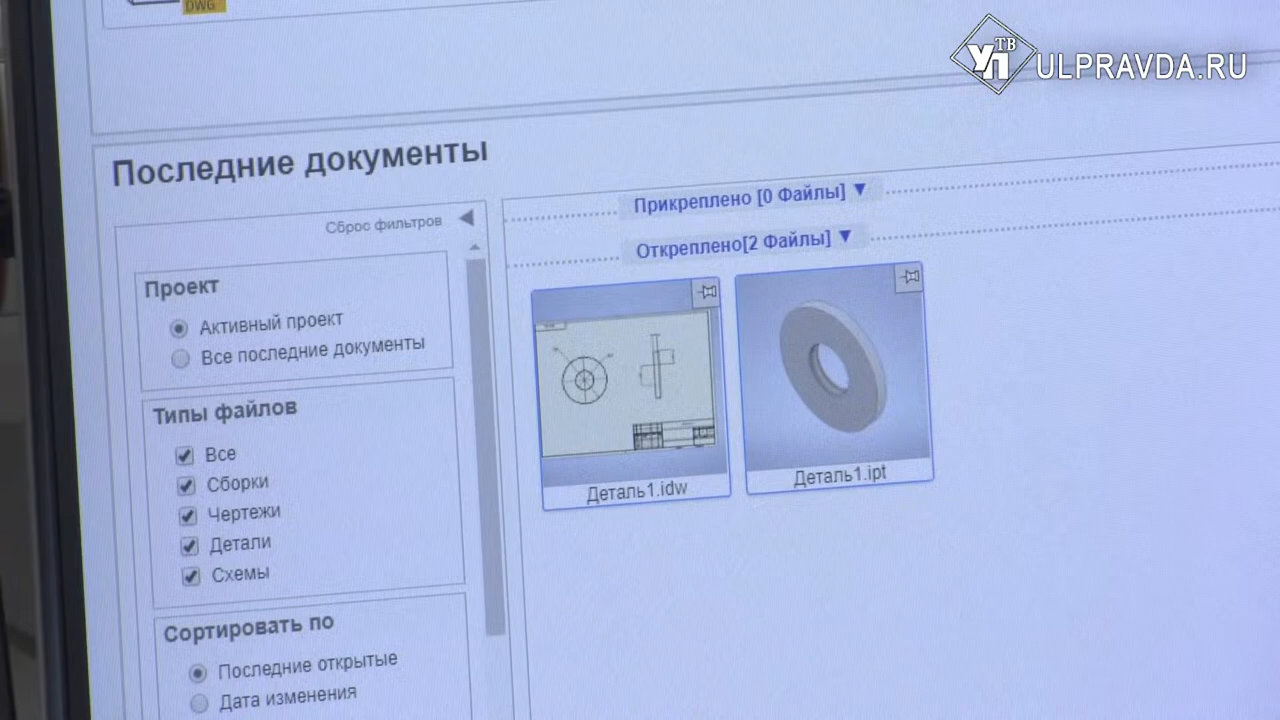 DWG
УП ТВ
ULPRAVDA.RU
Последние документы
Сброс фильтров
Прикреплено [0 Файлы]
Откреплено[2 Файлы]
Проект
Активный проект
Все последние документы
Типы файлов
Все
Сборки
Чертежи
Детали
Схемы
Сортировать по
Последние открытые
Дата изменения
Деталь1.idw
Деталь1.ipt